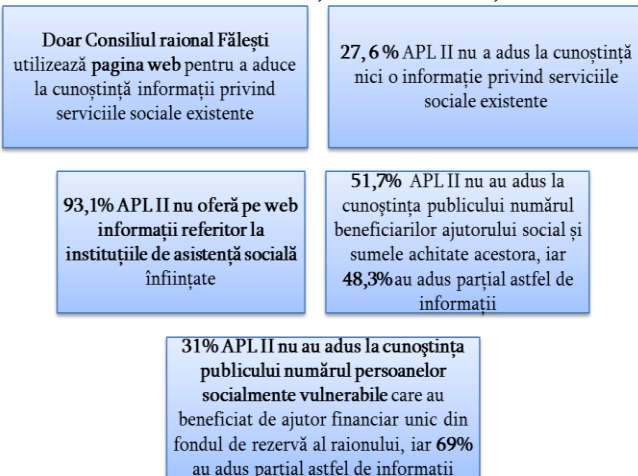 Doar Consiliul raional Fălești
utilizează pagina web pentru a aduce
la cunoștință informații privind
serviciile sociale existente
27, 6 % APL II nu a adus la cunoștință
nici o informație privind serviciile
sociale existente
93,1% APL II nu oferă pe web
informații referitor la
instituțiile de asistență socială
înființate
51,7% APL II nu au adus la
cunoştinţa publicului numărul
beneficiarilor ajutorului social și
sumele achitate acestora, iar
48,3% au adus parțial astfel de
informații
31% APL II nu au adus la cunoştinţa
publicului numărul persoanelor
socialmente vulnerabile care au
beneficiat de ajutor financiar unic din
fondul de rezervă al raionului, iar 69%
au adus parțial astfel de informații